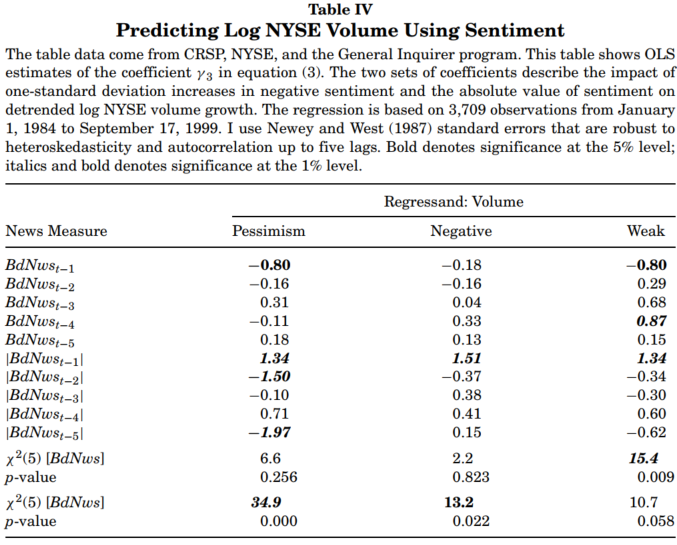 Table IV
Predicting Log NYSE Volume Using Sentiment
The table data come from CRSP, NYSE, and the General Inquirer program. This table shows OLS
estimates of the coefficient γ3 in equation (3). The two sets of coefficients describe the impact of
one-standard deviation increases in negative sentiment and the absolute value of sentiment on
detrended log NYSE volume growth. The regression is based on 3,709 observations from January
1, 1984 to September 17, 1999. I use Newey and West (1987) standard errors that are robust to
heteroskedasticity and autocorrelation up to five lags. Bold denotes significance at the 5% level;
italics and bold denotes significance at the 1% level.
Regressand: Volume
News Measure Pessimism Negative Weak
BdNws_{t−1} −0.80 −0.18 −0.80
BdNws_{t−2} −0.16 −0.16 0.29
BdNws_{t−3} 0.31 0.04 0.68
BdNws_{t−4} −0.11 0.33 0.87
BdNws_{t−5} 0.18 0.13 0.15
|BdNws_{t−1}| 1.34 1.51 1.34
|BdNws_{t−2}| −1.50 −0.37 −0.34
|BdNws_{t−3}| −0.10 0.38 −0.30
|BdNws_{t−4}| 0.71 0.41 0.60
|BdNws_{t−5}| −1.97 0.15 −0.62
χ²(5) [BdNws] 6.6 2.2 15.4
p-value 0.256 0.823 0.009
χ²(5) [BdNws] 34.9 13.2 10.7
p-value 0.000 0.022 0.058